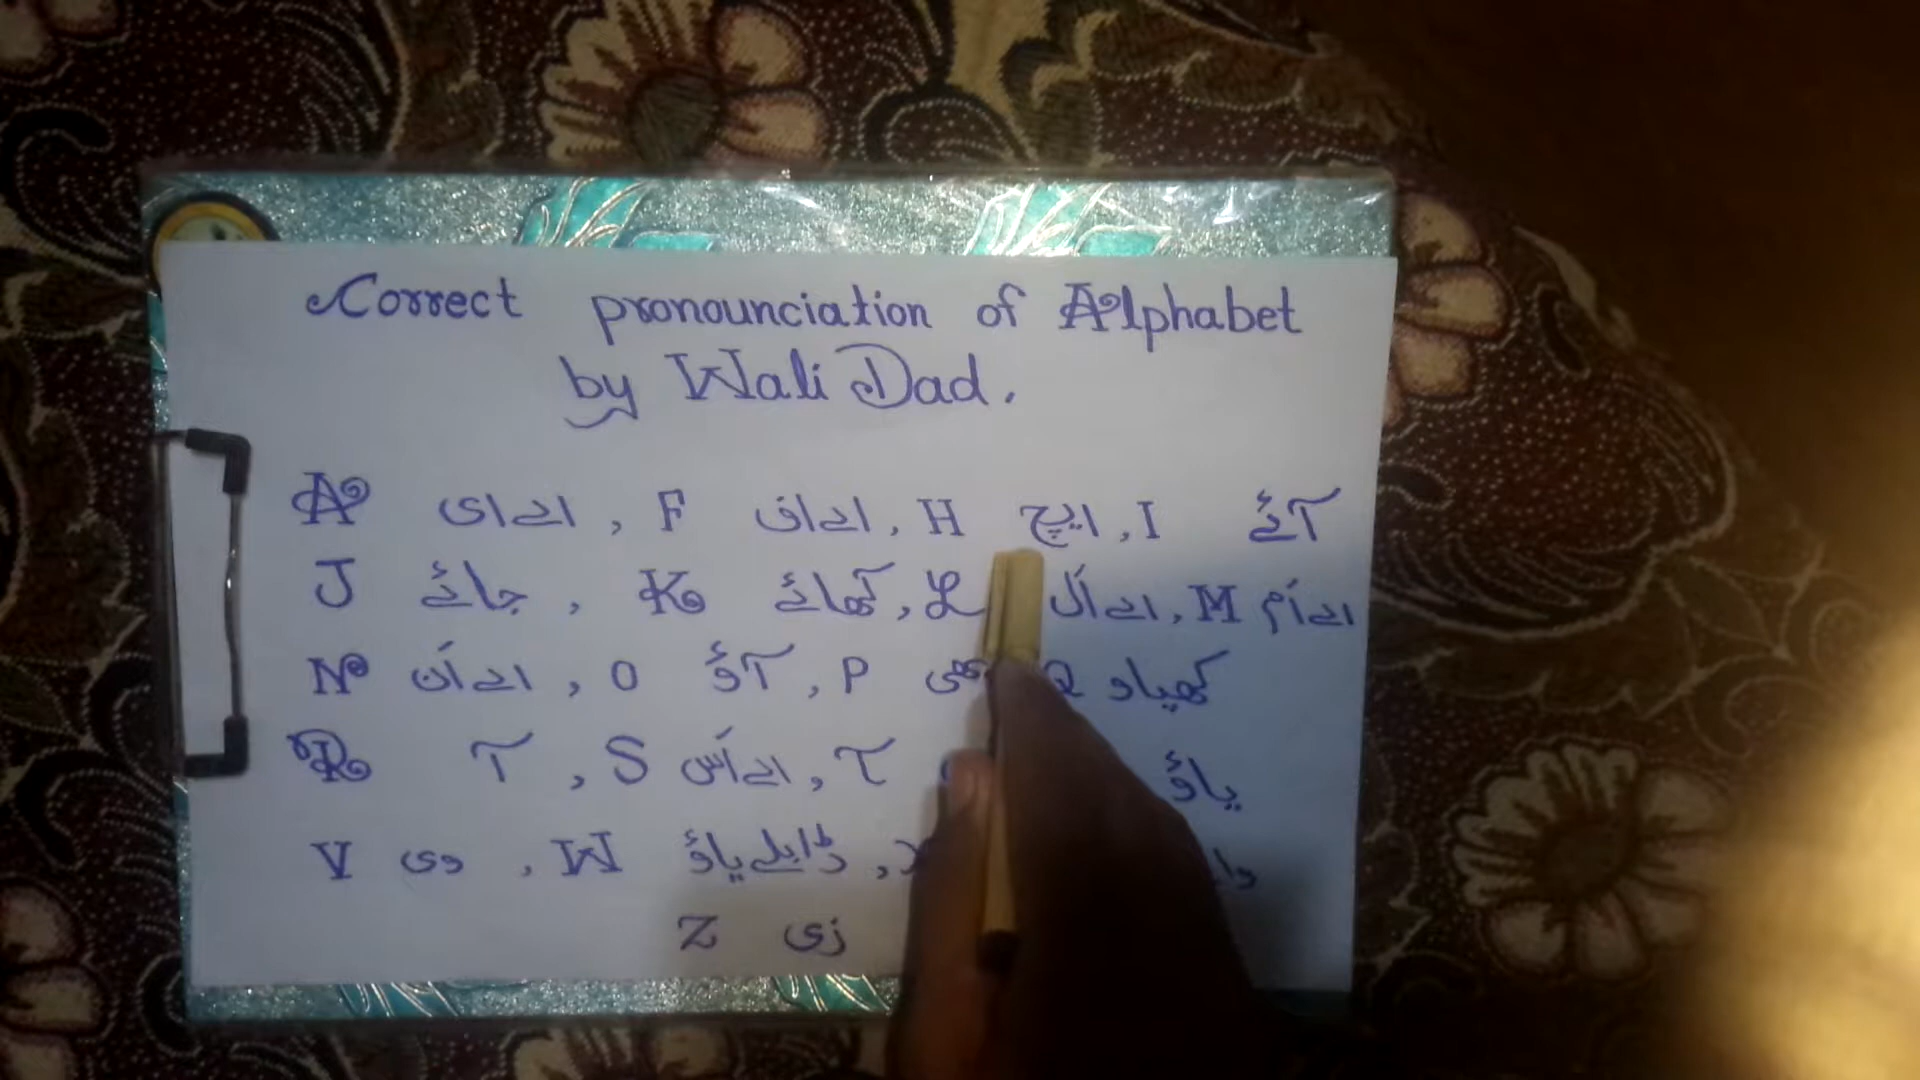 Correct pronounciation of Alphabet
by Wali Dad.
A اے ای , F اے اف , H ایچ , I آئے
J جائے , K کھائے , L اے اَل , M اے اَم
N اے اَن , O آؤ , P Q کھیاو
R آ , S اے اَس , T یاؤ
V وی , W ڈابلے یاؤ ,
Z زی